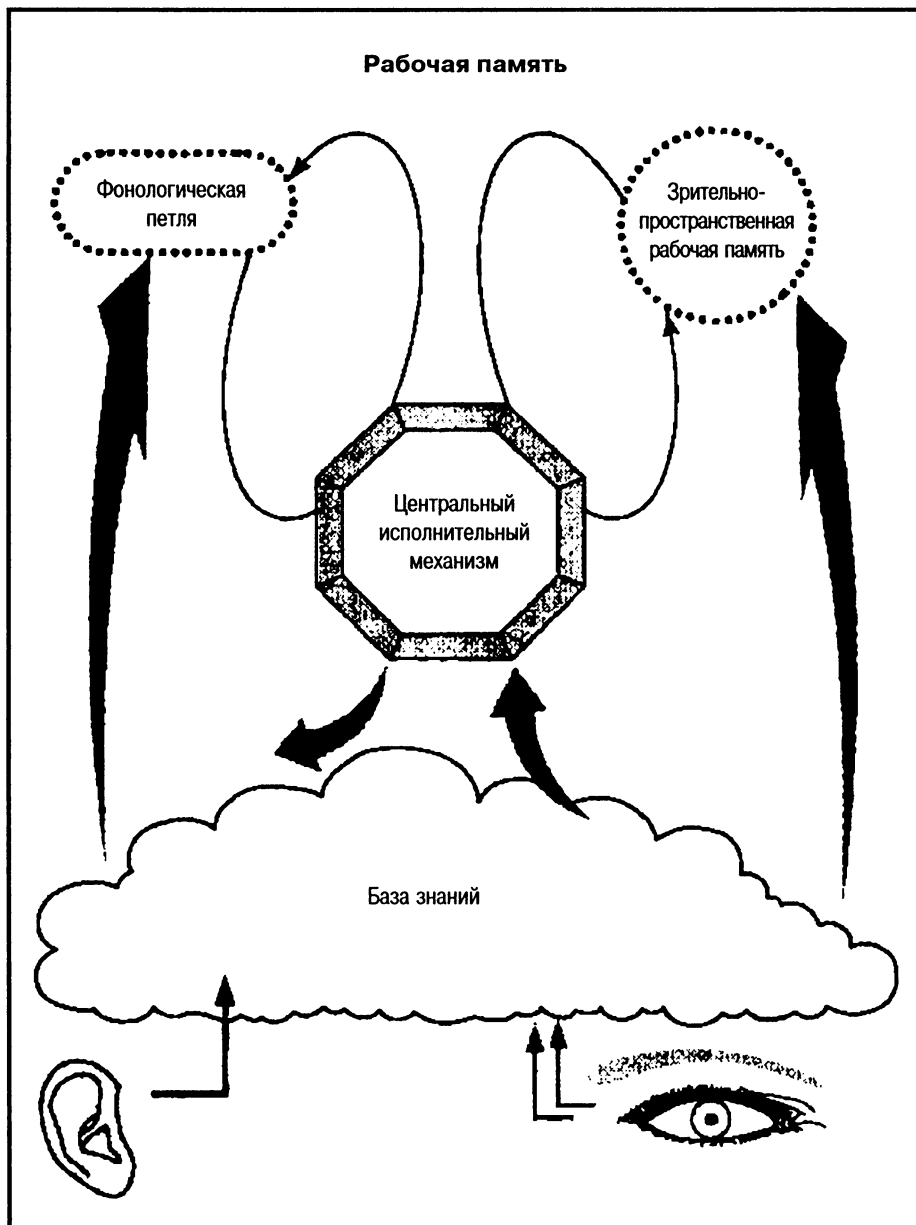 Рабочая память
Фонологическая
петля
Зрительно-
пространственная
рабочая память
Центральный
исполнительный
механизм
База знаний